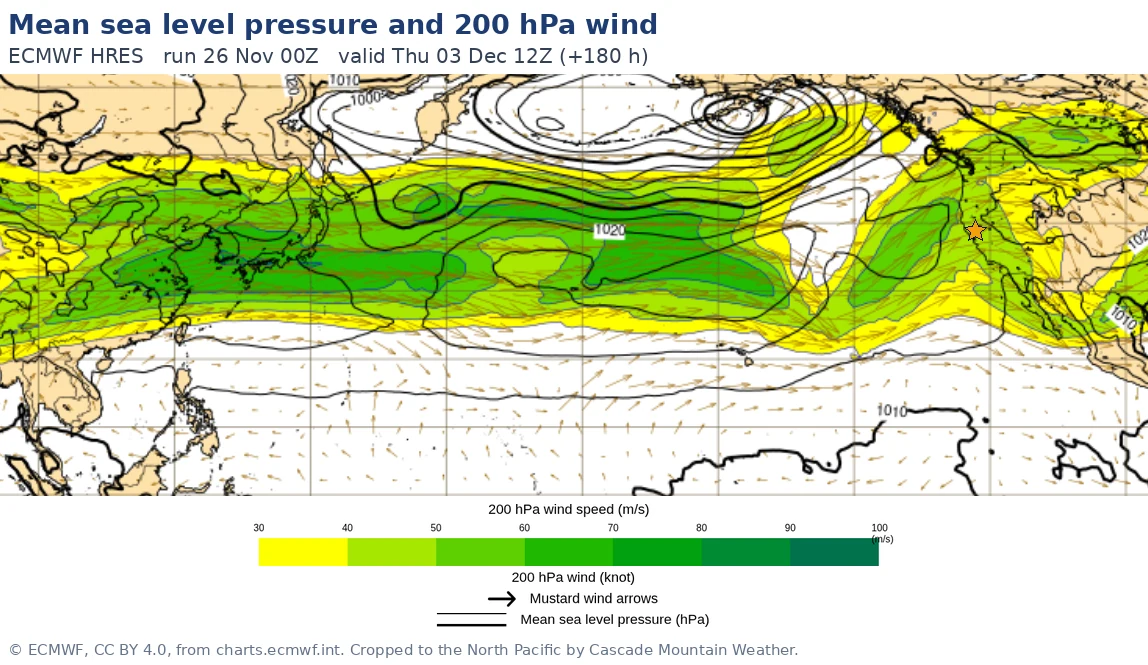 Mean sea level pressure and 200 hPa wind
ECMWF HRES run 26 Nov 00Z valid Thu 03 Dec 12Z (+180 h)
1010
1020
1000
1020
1020
1010
1010
200 hPa wind speed (m/s)
30 40 50 60 70 80 90 100
(m/s)
200 hPa wind (knot)
Mustard wind arrows
Mean sea level pressure (hPa)
© ECMWF, CC BY 4.0, from charts.ecmwf.int. Cropped to the North Pacific by Cascade Mountain Weather.